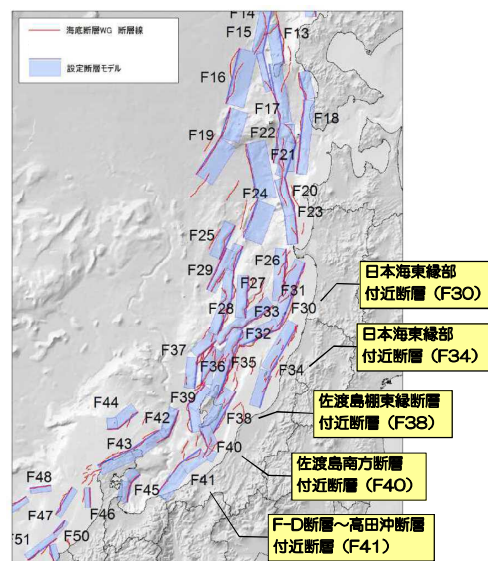 海底断層WG 断層線
設定断層モデル
F14
F15
F13
F16
F17
F18
F19
F22
F21
F24
F20
F23
F25
F26
F29
F27
F31
F30
F33
F28
F32
F37
F35
F36
F34
F39
F44
F42
F38
F43
F40
F48
F45
F41
F47
F46
F50
F51
日本海東縁部
付近断層（F30）
日本海東縁部
付近断層（F34）
佐渡島棚東縁断層
付近断層（F38）
佐渡島南方断層
付近断層（F40）
F-D断層～高田沖断層
付近断層（F41）